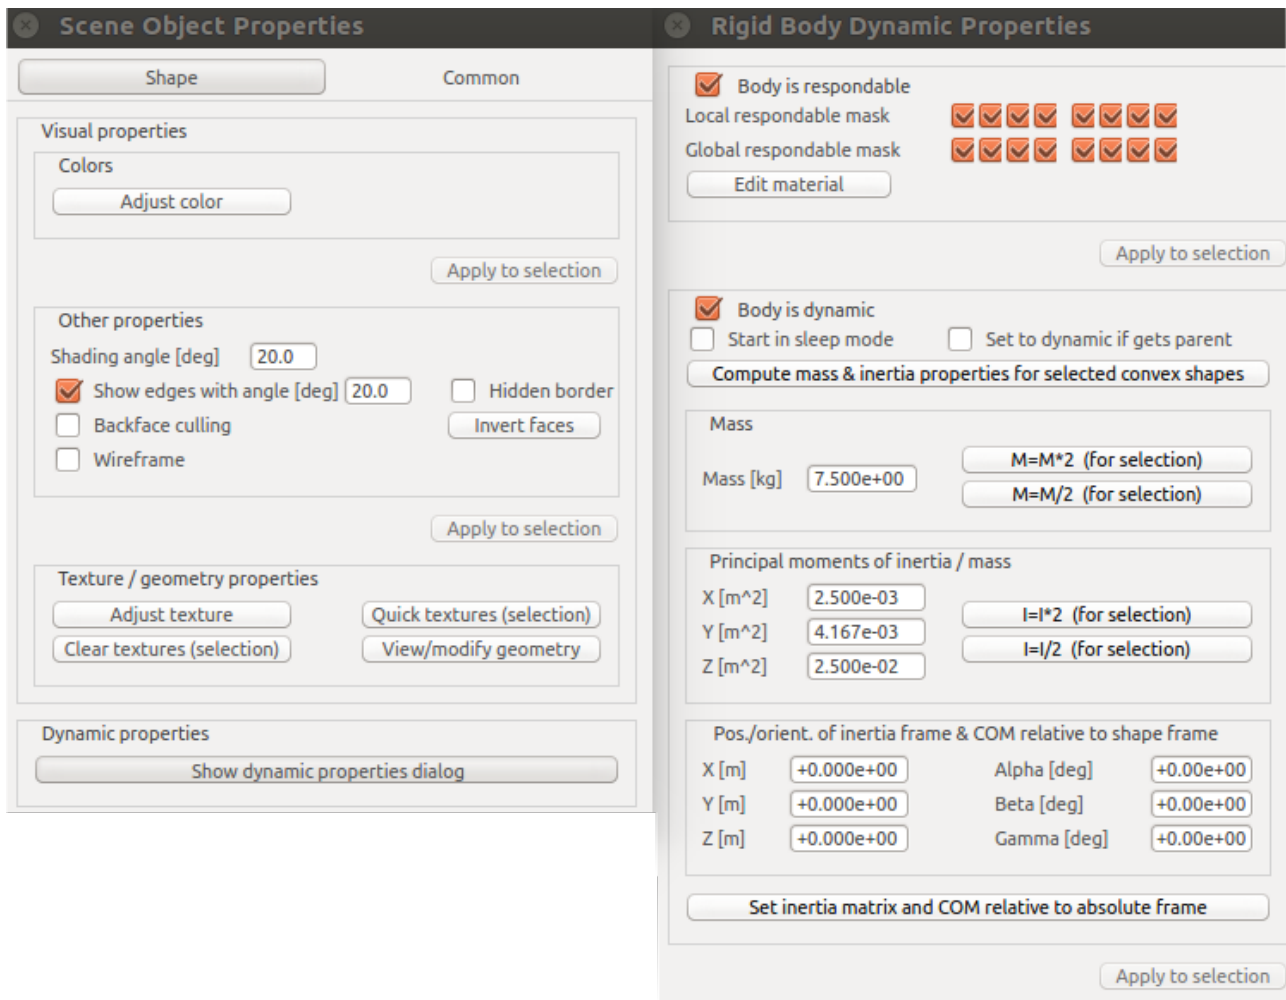 Scene Object Properties
Shape Common
Visual properties
Colors
Adjust color
Apply to selection
Other properties
Shading angle [deg] 20.0
Show edges with angle [deg] 20.0 Hidden border
Backface culling Invert faces
Wireframe
Apply to selection
Texture / geometry properties
Adjust texture Quick textures (selection)
Clear textures (selection) View/modify geometry
Dynamic properties
Show dynamic properties dialog
Rigid Body Dynamic Properties
Body is respondable
Local respondable mask
Global respondable mask
Edit material
Apply to selection
Body is dynamic
Start in sleep mode Set to dynamic if gets parent
Compute mass & inertia properties for selected convex shapes
Mass
M=M*2 (for selection)
Mass [kg] 7.500e+00
M=M/2 (for selection)
Principal moments of inertia / mass
X [m^2] 2.500e-03
I=I*2 (for selection)
Y [m^2] 4.167e-03
I=I/2 (for selection)
Z [m^2] 2.500e-02
Pos./orient. of inertia frame & COM relative to shape frame
X [m] +0.000e+00 Alpha [deg] +0.00e+00
Y [m] +0.000e+00 Beta [deg] +0.00e+00
Z [m] +0.000e+00 Gamma [deg] +0.00e+00
Set inertia matrix and COM relative to absolute frame
Apply to selection